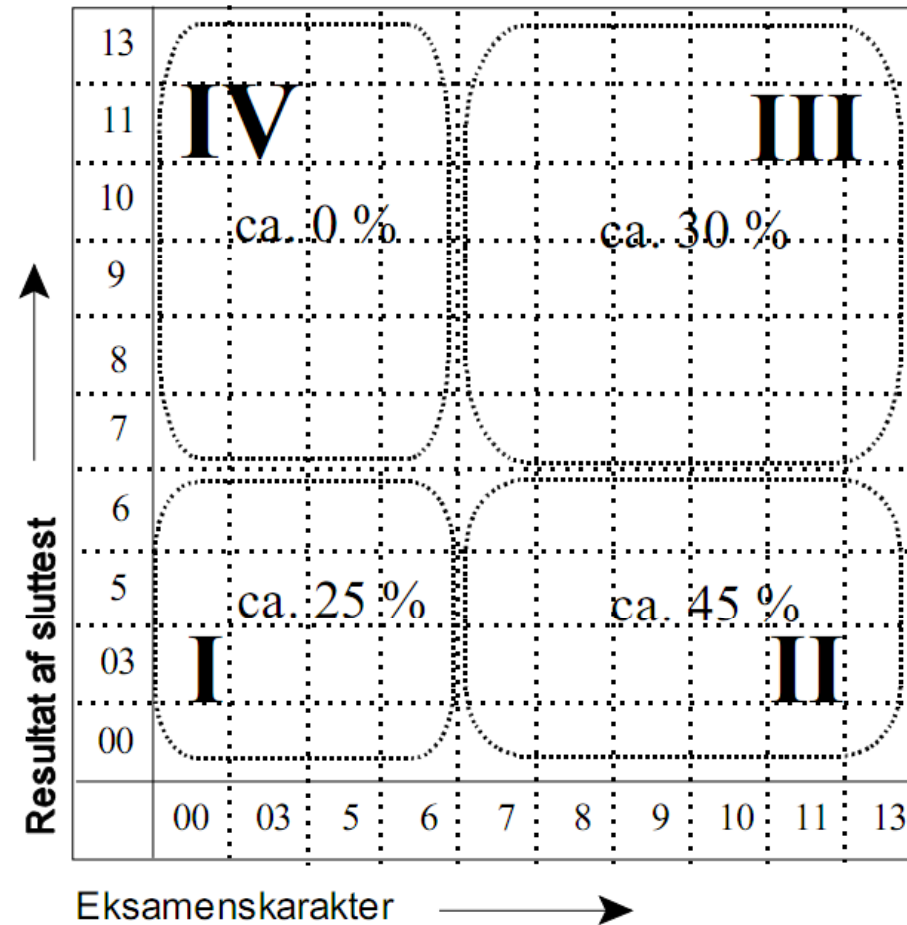 13
11
IV
III
10
ca. 0 %
ca. 30 %
9
8
7
6
5
ca. 25 %
ca. 45 %
03
I
II
00
00 03 5 6 7 8 9 10 11 13
Resultat af sluttest
Eksamenskarakter